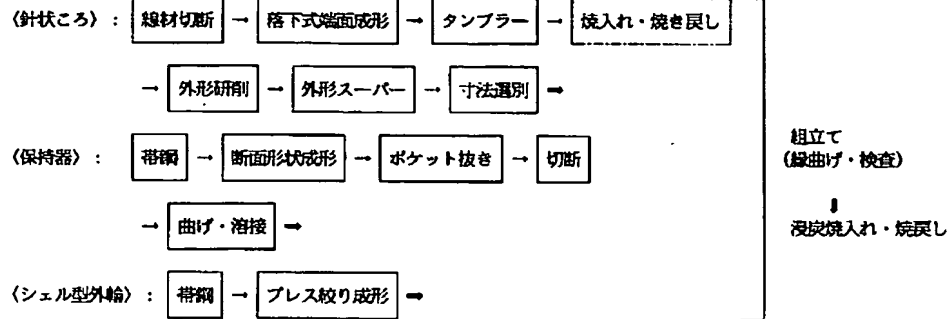 〈針状ころ〉： 線材切断 → 落下式端面成形 → タンブラー → 焼入れ・焼き戻し
→ 外形研削 → 外形スーパー → 寸法選別 ➡
〈保持器〉： 帯鋼 → 断面形状成形 → ポケット抜き → 切断
→ 曲げ・溶接 ➡
〈シェル型外輪〉： 帯鋼 → プレス絞り成形 ➡
組立て
（縁曲げ・検査）
⬇
浸炭焼入れ・焼戻し